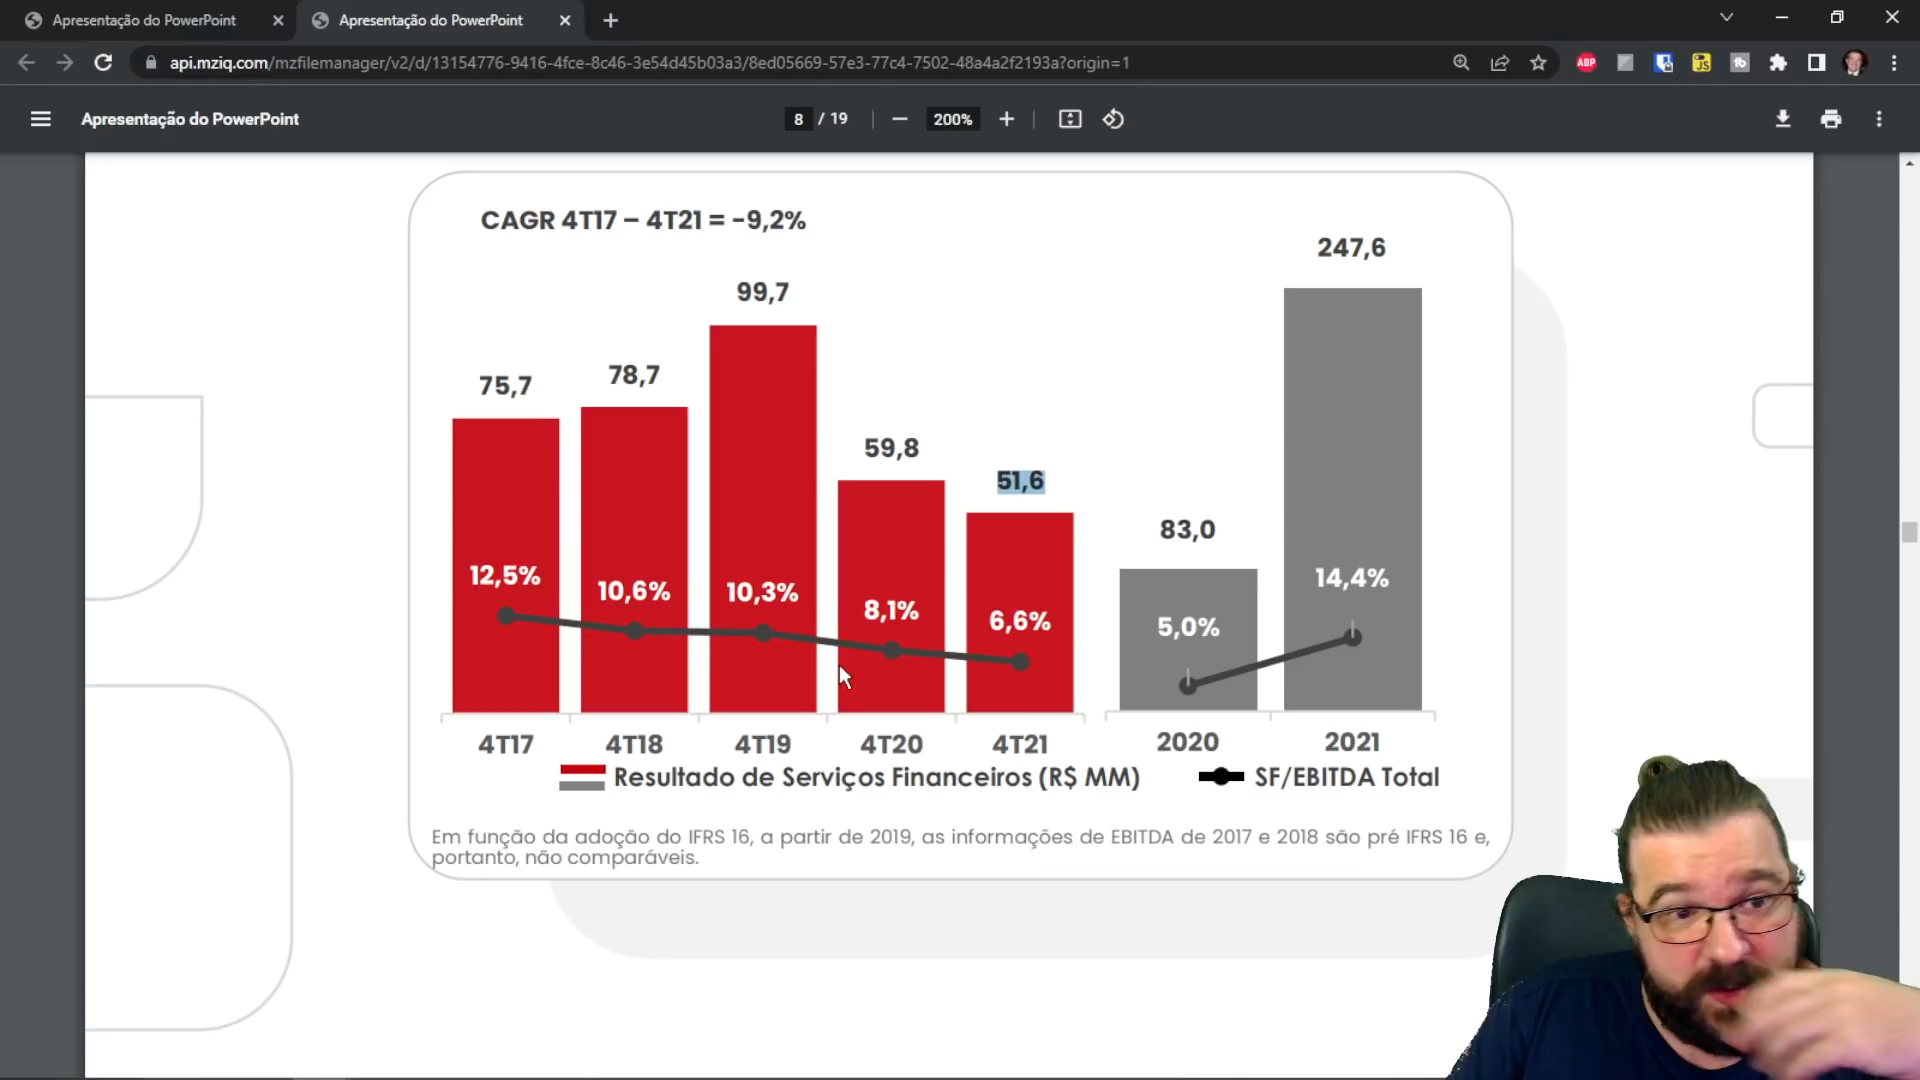 Apresentação do PowerPoint
Apresentação do PowerPoint
api.mziq.com/mzfilemanager/v2/d/13154776-9416-4fce-8c46-3e54d45b03a3/8ed05669-57e3-77c4-7502-48a4a2f2193a?origin=1
ABP
JS
tb
Apresentação do PowerPoint
8 / 19
200%
CAGR 4T17 – 4T21 = -9,2%
75,7
78,7
99,7
59,8
51,6
83,0
247,6
12,5%
10,6%
10,3%
8,1%
6,6%
5,0%
14,4%
4T17
4T18
4T19
4T20
4T21
2020
2021
Resultado de Serviços Financeiros (R$ MM)
SF/EBITDA Total
Em função da adoção do IFRS 16, a partir de 2019, as informações de EBITDA de 2017 e 2018 são pré IFRS 16 e,
portanto, não comparáveis.